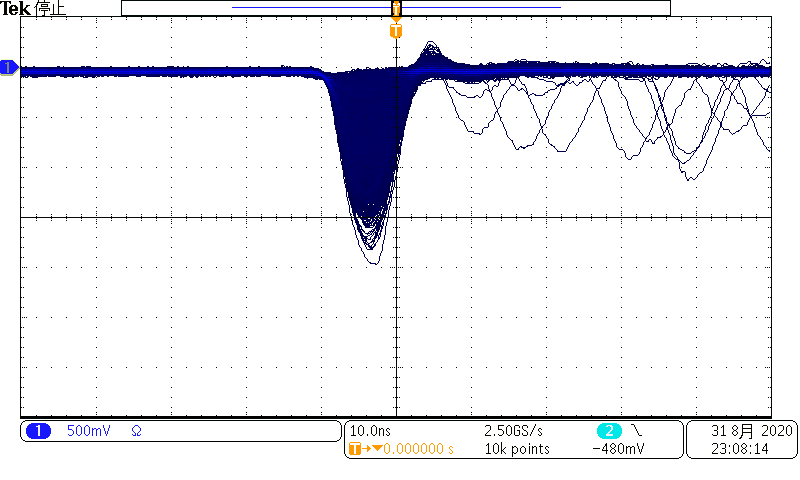 Tek 停止
T
T
1
1 500mV Ω
10.0ns 2.50GS/s 2
T→▼0.000000 s 10k points −480mV
31 8月 2020
23:08:14